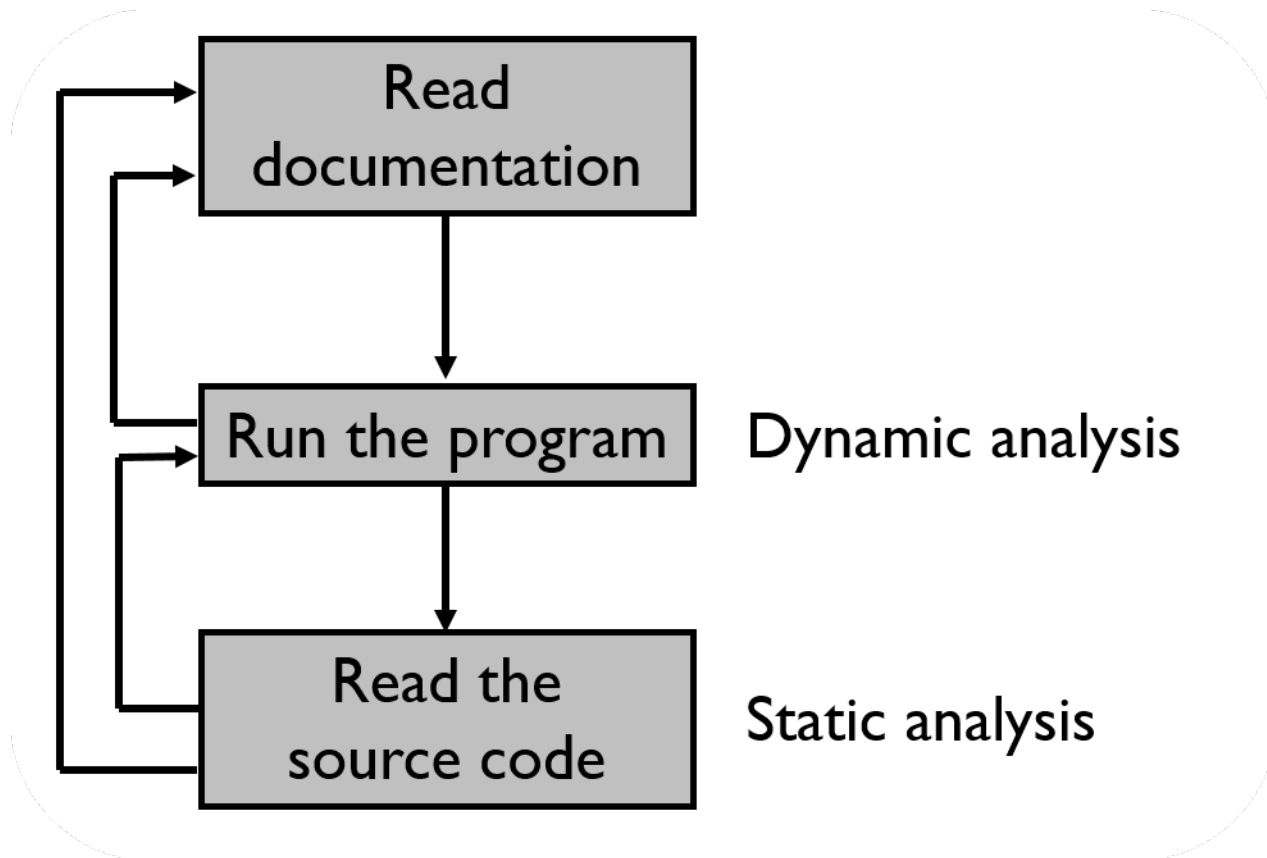 Read
documentation
Run the program
Dynamic analysis
Read the
source code
Static analysis